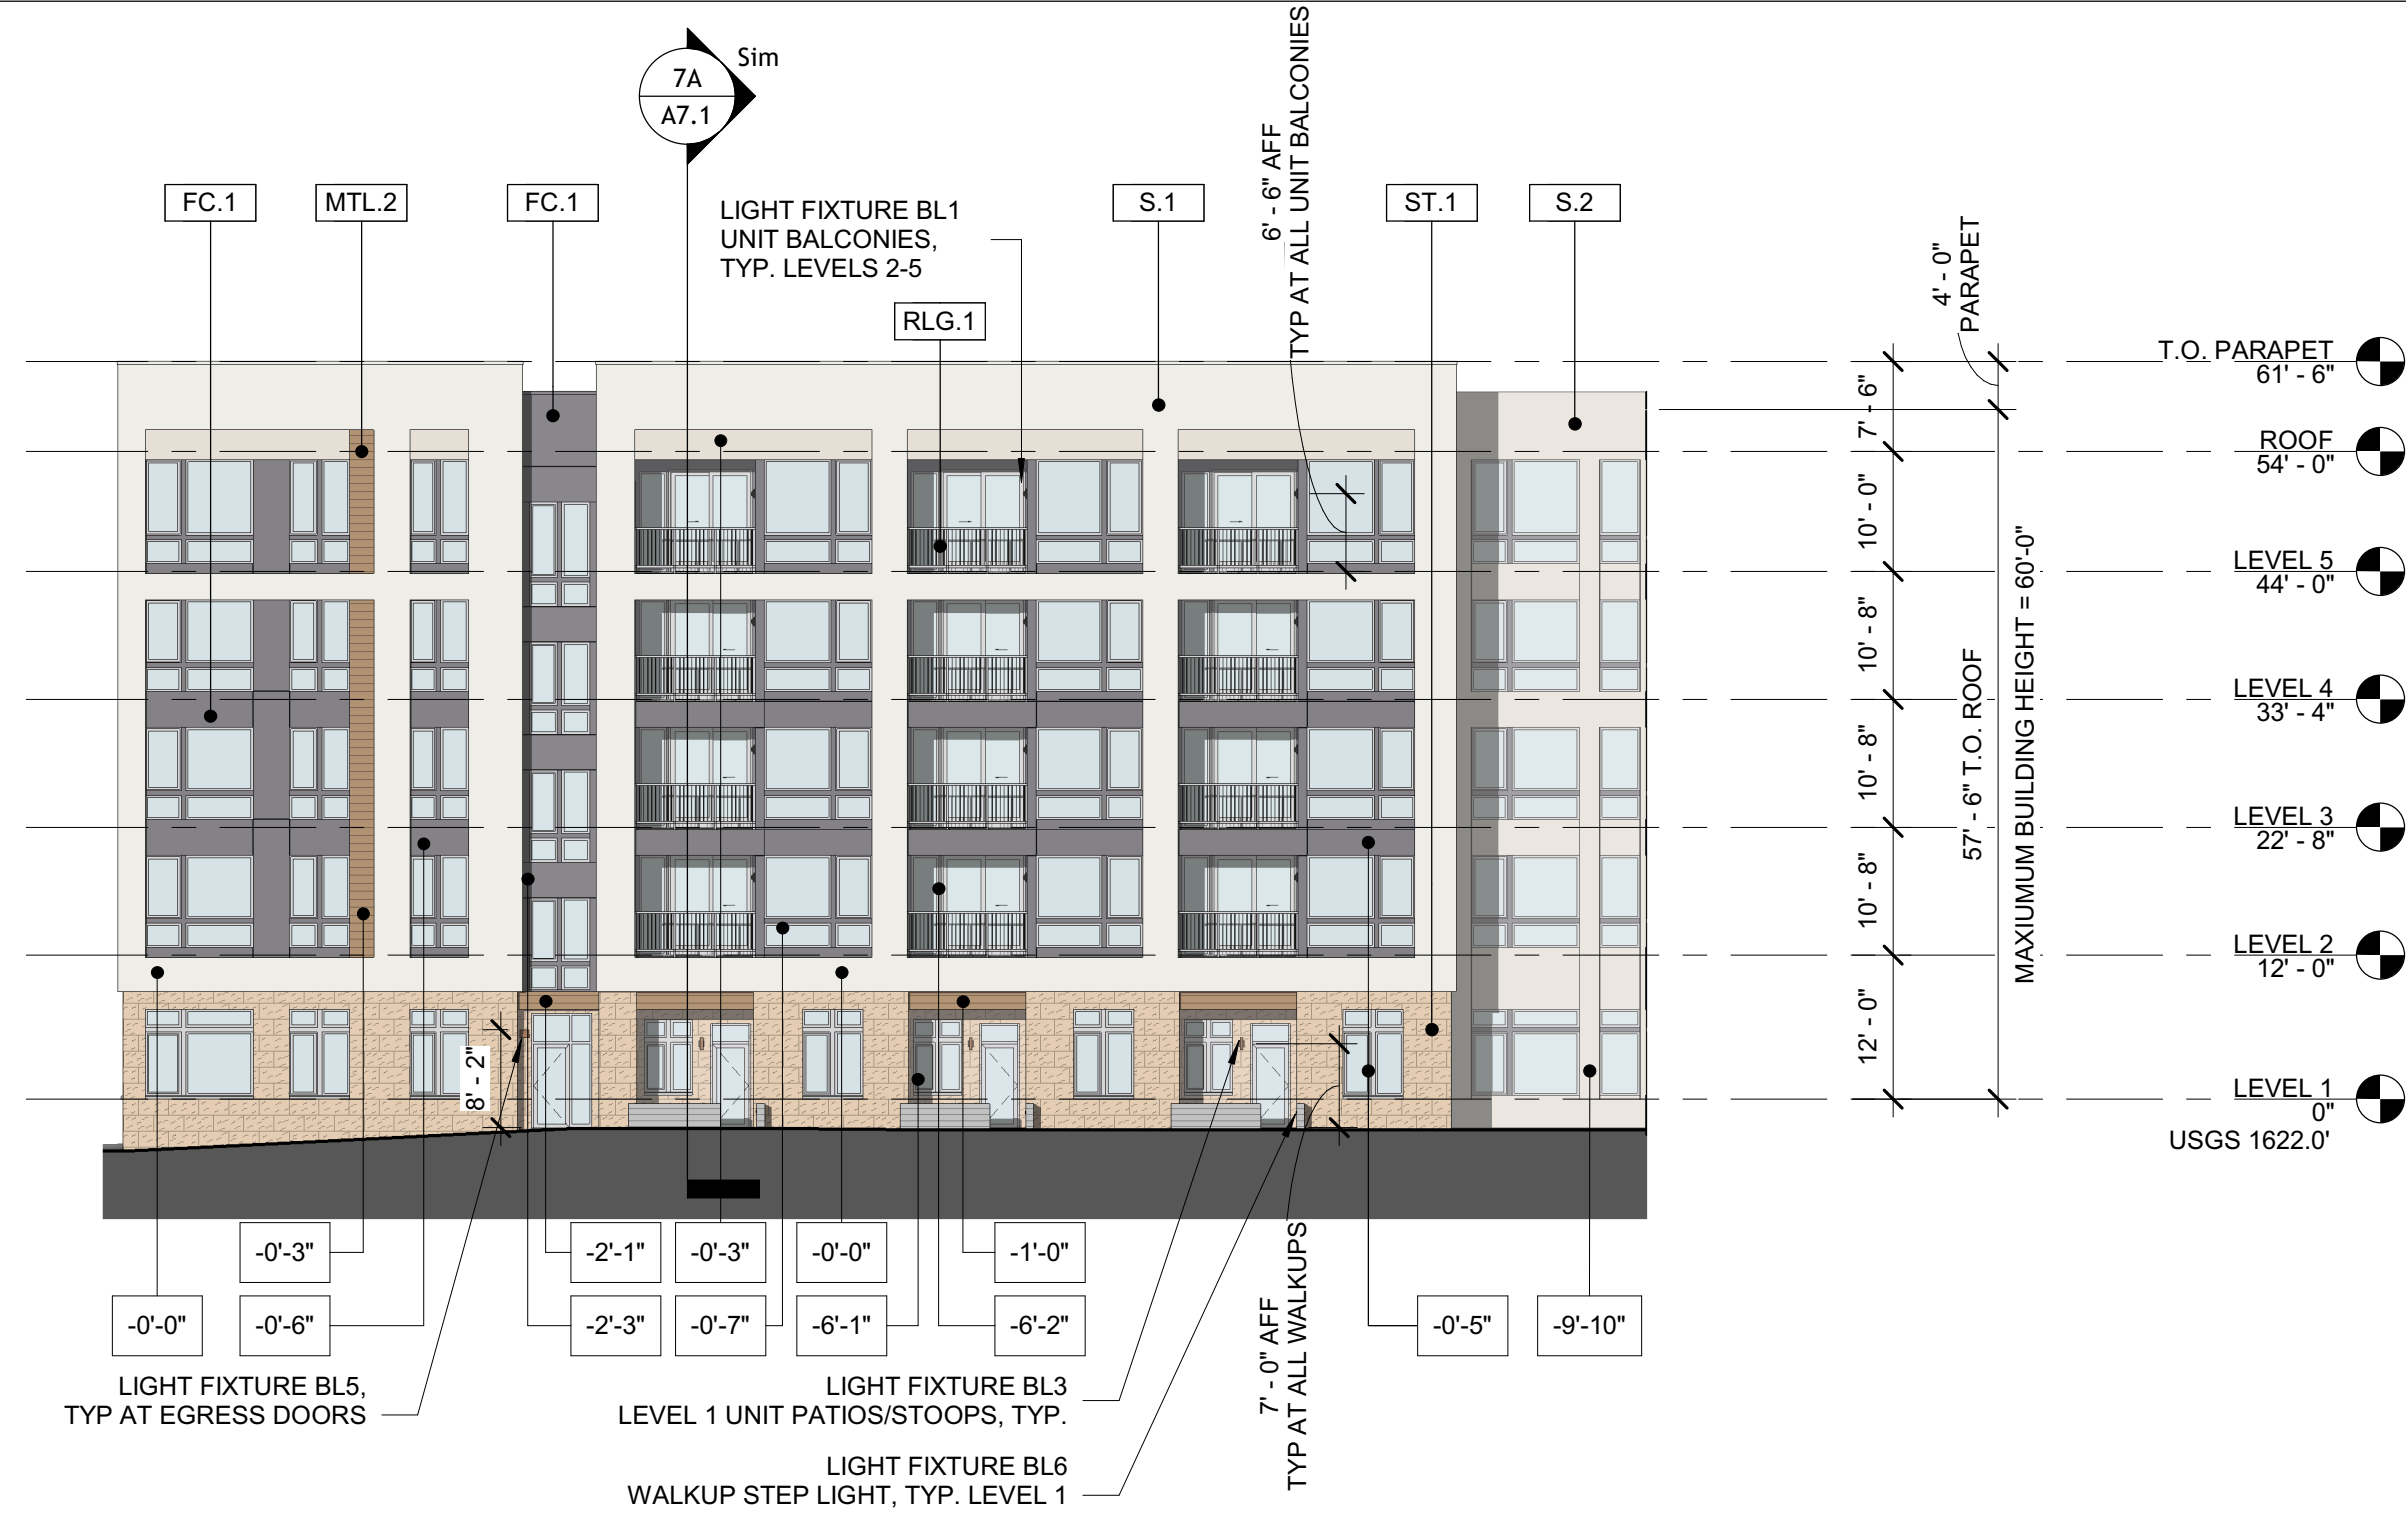 Sim
7A
A7.1
6' - 6" AFF
TYP AT ALL UNIT BALCONIES
FC.1
MTL.2
FC.1
LIGHT FIXTURE BL1
UNIT BALCONIES,
TYP. LEVELS 2-5
S.1
ST.1
S.2
RLG.1
4' - 0"
PARAPET
T.O. PARAPET
61' - 6"
7' - 6"
ROOF
54' - 0"
10' - 0"
LEVEL 5
44' - 0"
10' - 8"
LEVEL 4
33' - 4"
10' - 8"
57' - 6" T.O. ROOF
MAXIUMUM BUILDING HEIGHT = 60'-0"
LEVEL 3
22' - 8"
10' - 8"
LEVEL 2
12' - 0"
12' - 0"
LEVEL 1
0"
USGS 1622.0'
8' - 2"
-0'-3"
-2'-1"
-0'-3"
-0'-0"
-1'-0"
-0'-0"
-0'-6"
-2'-3"
-0'-7"
-6'-1"
-6'-2"
-0'-5"
-9'-10"
7' - 0" AFF
TYP AT ALL WALKUPS
LIGHT FIXTURE BL5,
TYP AT EGRESS DOORS
LIGHT FIXTURE BL3
LEVEL 1 UNIT PATIOS/STOOPS, TYP.
LIGHT FIXTURE BL6
WALKUP STEP LIGHT, TYP. LEVEL 1